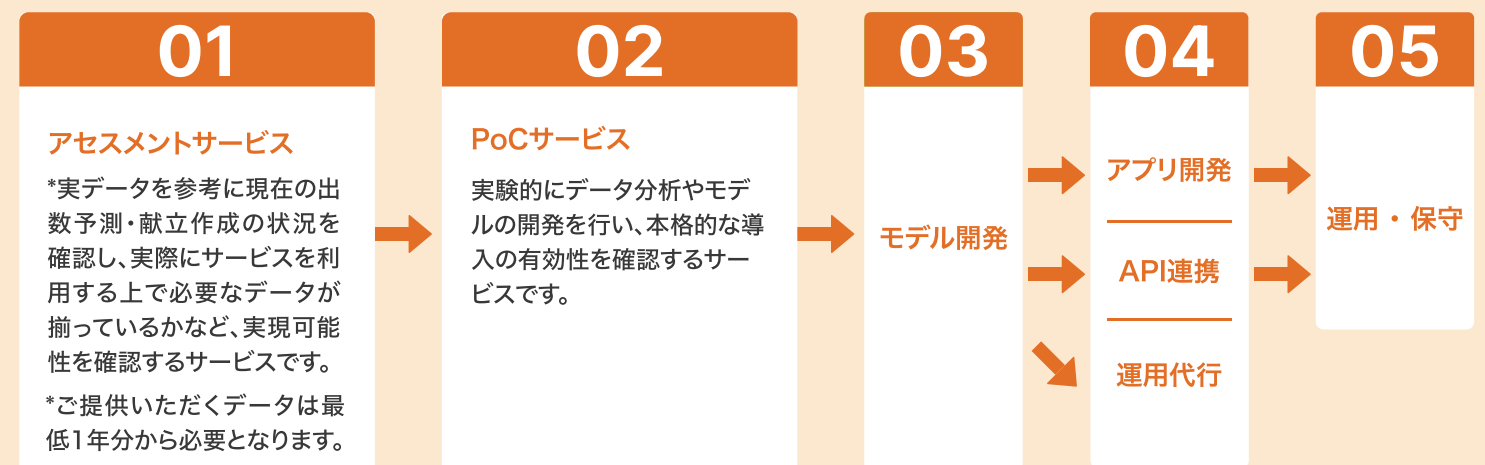 01
アセスメントサービス
*実データを参考に現在の出
数予測・献立作成の状況を
確認し、実際にサービスを利
用する上で必要なデータが
揃っているかなど、実現可能
性を確認するサービスです。
*ご提供いただくデータは最
低1年分から必要となります。
02
PoCサービス
実験的にデータ分析やモデ
ルの開発を行い、本格的な導
入の有効性を確認するサー
ビスです。
03
モデル開発
04
アプリ開発
API連携
運用代行
05
運用・保守